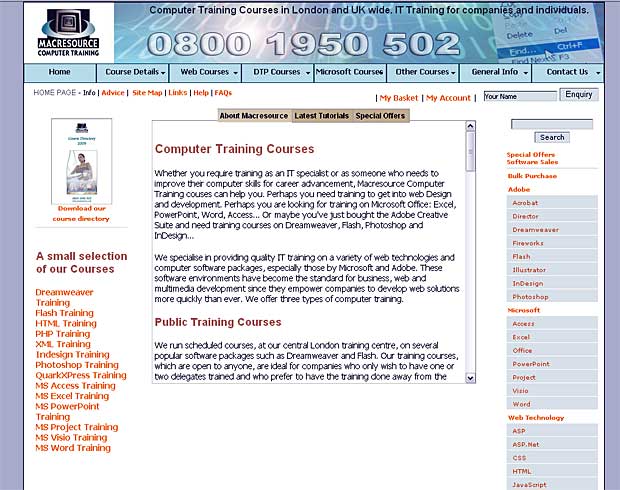 Computer Training Courses in London and UK wide. IT Training for companies and individuals.
MACRESOURCE
COMPUTER TRAINING
0800 1950 502
Copy
Delete Del
Find... Ctrl+F
Find Next F3
Home
Course Details
Web Courses
DTP Courses
Microsoft Courses
Other Courses
General Info
Contact Us
HOME PAGE - Info | Advice | Site Map | Links | Help | FAQs
| My Basket | My Account |
Your Name
Enquiry
Course Directory
2009
Download our
course directory
A small selection
of our Courses
Dreamweaver
Training
Flash Training
HTML Training
PHP Training
XML Training
Indesign Training
Photoshop Training
QuarkXPress Training
MS Access Training
MS Excel Training
MS PowerPoint
Training
MS Project Training
MS Visio Training
MS Word Training
About Macresource
Latest Tutorials
Special Offers
Computer Training Courses
Whether you require training as an IT specialist or as someone who needs to
improve their computer skills for career advancement, Macresource Computer
Training couses can help you. Perhaps you need training to get into web Design
and development. Perhaps you are looking for training on Microsoft Office: Excel,
PowerPoint, Word, Access... Or maybe you've just bought the Adobe Creative
Suite and need training courses on Dreamweaver, Flash, Photoshop and
InDesign...
We specialise in providing quality IT training on a variety of web technologies and
computer software packages, especially those by Microsoft and Adobe. These
software environments have become the standard for business, web and
multimedia development since they empower companies to develop web solutions
more quickly than ever. We offer three types of computer training.
Public Training Courses
We run scheduled courses, at our central London training centre, on several
popular software packages such as Dreamweaver and Flash. Our training courses,
which are open to anyone, are ideal for companies who only wish to have one or
two delegates trained and who prefer to have the training done away from the
Search
Special Offers
Software Sales
Bulk Purchase
Adobe
Acrobat
Director
Dreamweaver
Fireworks
Flash
Illustrator
InDesign
Photoshop
Microsoft
Access
Excel
Office
PowerPoint
Project
Visio
Word
Web Technology
ASP
ASP.Net
CSS
HTML
JavaScript